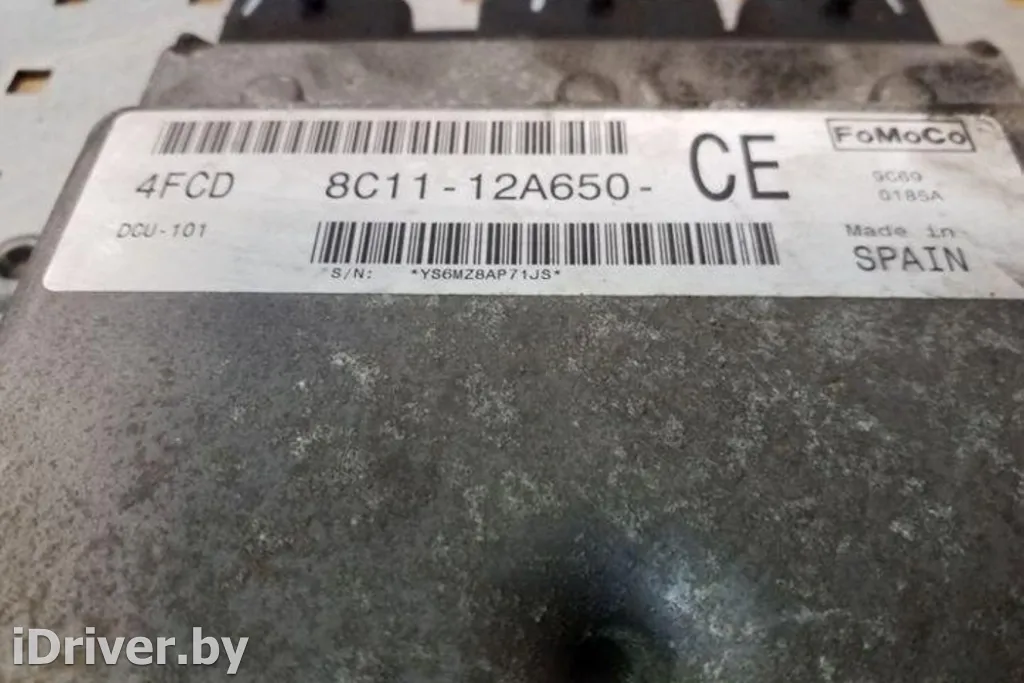 FoMoCo
4FCD 8C11-12A650- CE
9C69
0185A
DCU-101
S/N: *YS6MZ8AP71JS*
Made in
SPAIN
iDriver.by